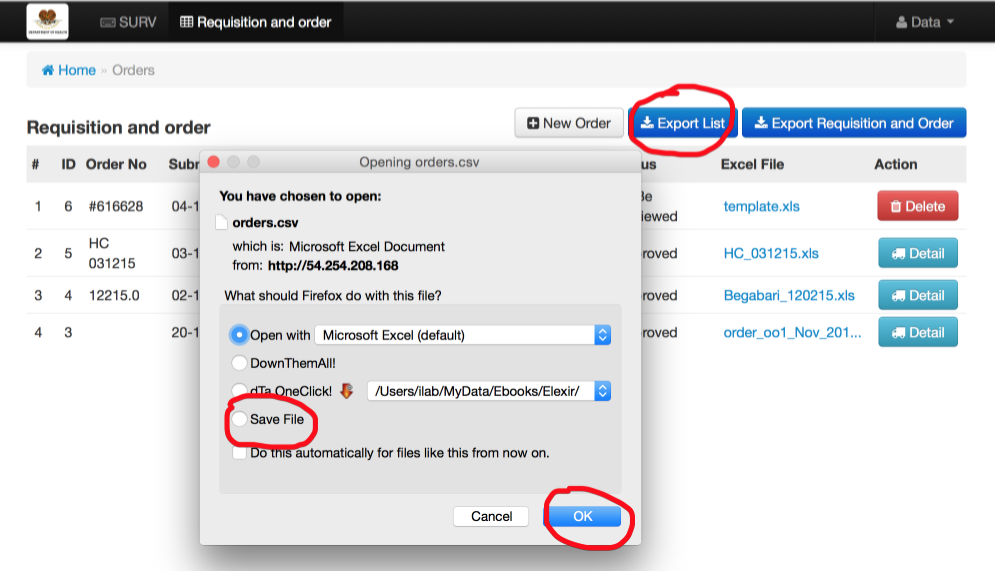 DEPARTMENT OF HEALTH
SURV
Requisition and order
Data
Home » Orders
Requisition and order
New Order
Export List
Export Requisition and Order
# ID Order No Subm us Excel File Action
1 6 #616628 04-1 Be iewed template.xls Delete
2 5 HC 031215 03-1 roved HC_031215.xls Detail
3 4 12215.0 02-1 roved Begabari_120215.xls Detail
4 3 20-1 roved order_oo1_Nov_201... Detail
Opening orders.csv
You have chosen to open:
orders.csv
which is: Microsoft Excel Document
from: http://54.254.208.168
What should Firefox do with this file?
Open with Microsoft Excel (default)
DownThemAll!
dTa OneClick! /Users/ilab/MyData/Ebooks/Elexir/
Save File
Do this automatically for files like this from now on.
Cancel OK